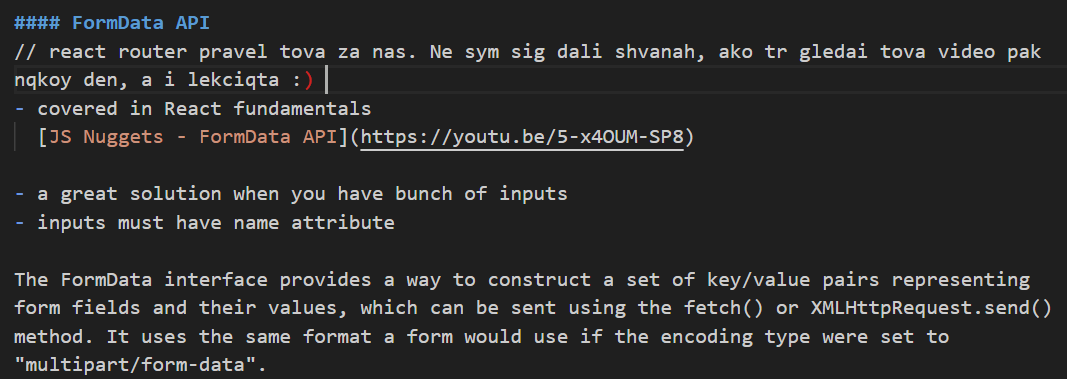 #### FormData API
// react router pravel tova za nas. Ne sym sig dali shvanah, ako tr gledai tova video pak
nqkoy den, a i lekciqta :)
- covered in React fundamentals
[JS Nuggets - FormData API](https://youtu.be/5-x4OUM-SP8)
- a great solution when you have bunch of inputs
- inputs must have name attribute
The FormData interface provides a way to construct a set of key/value pairs representing
form fields and their values, which can be sent using the fetch() or XMLHttpRequest.send()
method. It uses the same format a form would use if the encoding type were set to
"multipart/form-data".